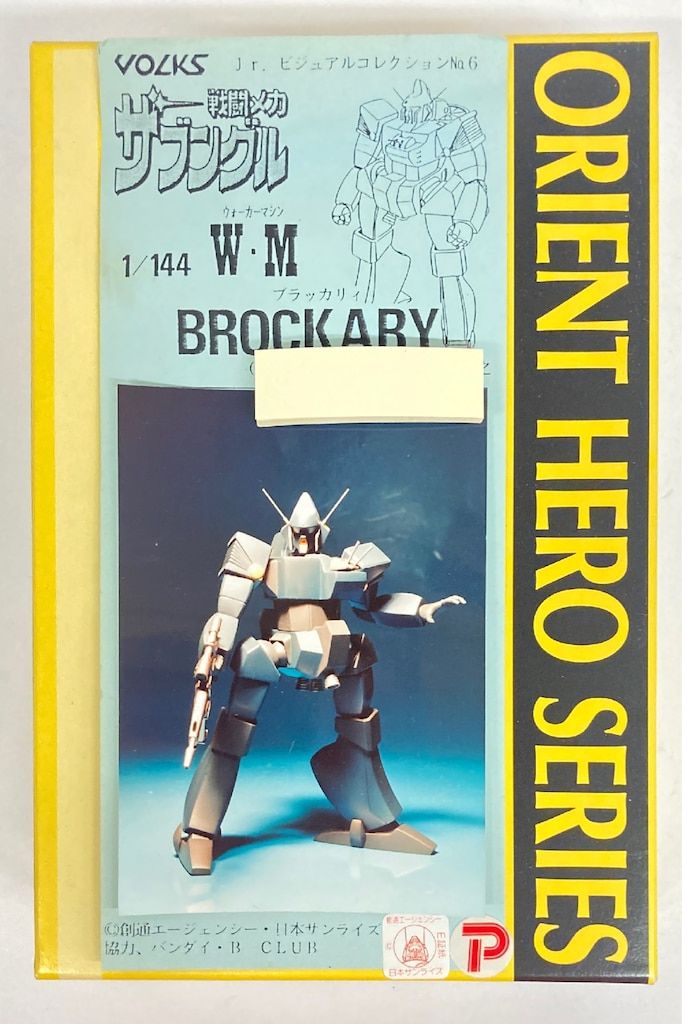 VOLKS
Jr. ビジュアルコレクションNo.6
戦闘メカ
ザブングル
ウォーカーマシン
1/144 W・M
ブラッカリィ
BROCKARY
©創通エージェンシー・日本サンライズ
協力、バンダイ・B CLUB
創通エージェンシー
©
証紙
日本サンライズ
P
ORIENT HERO SERIES